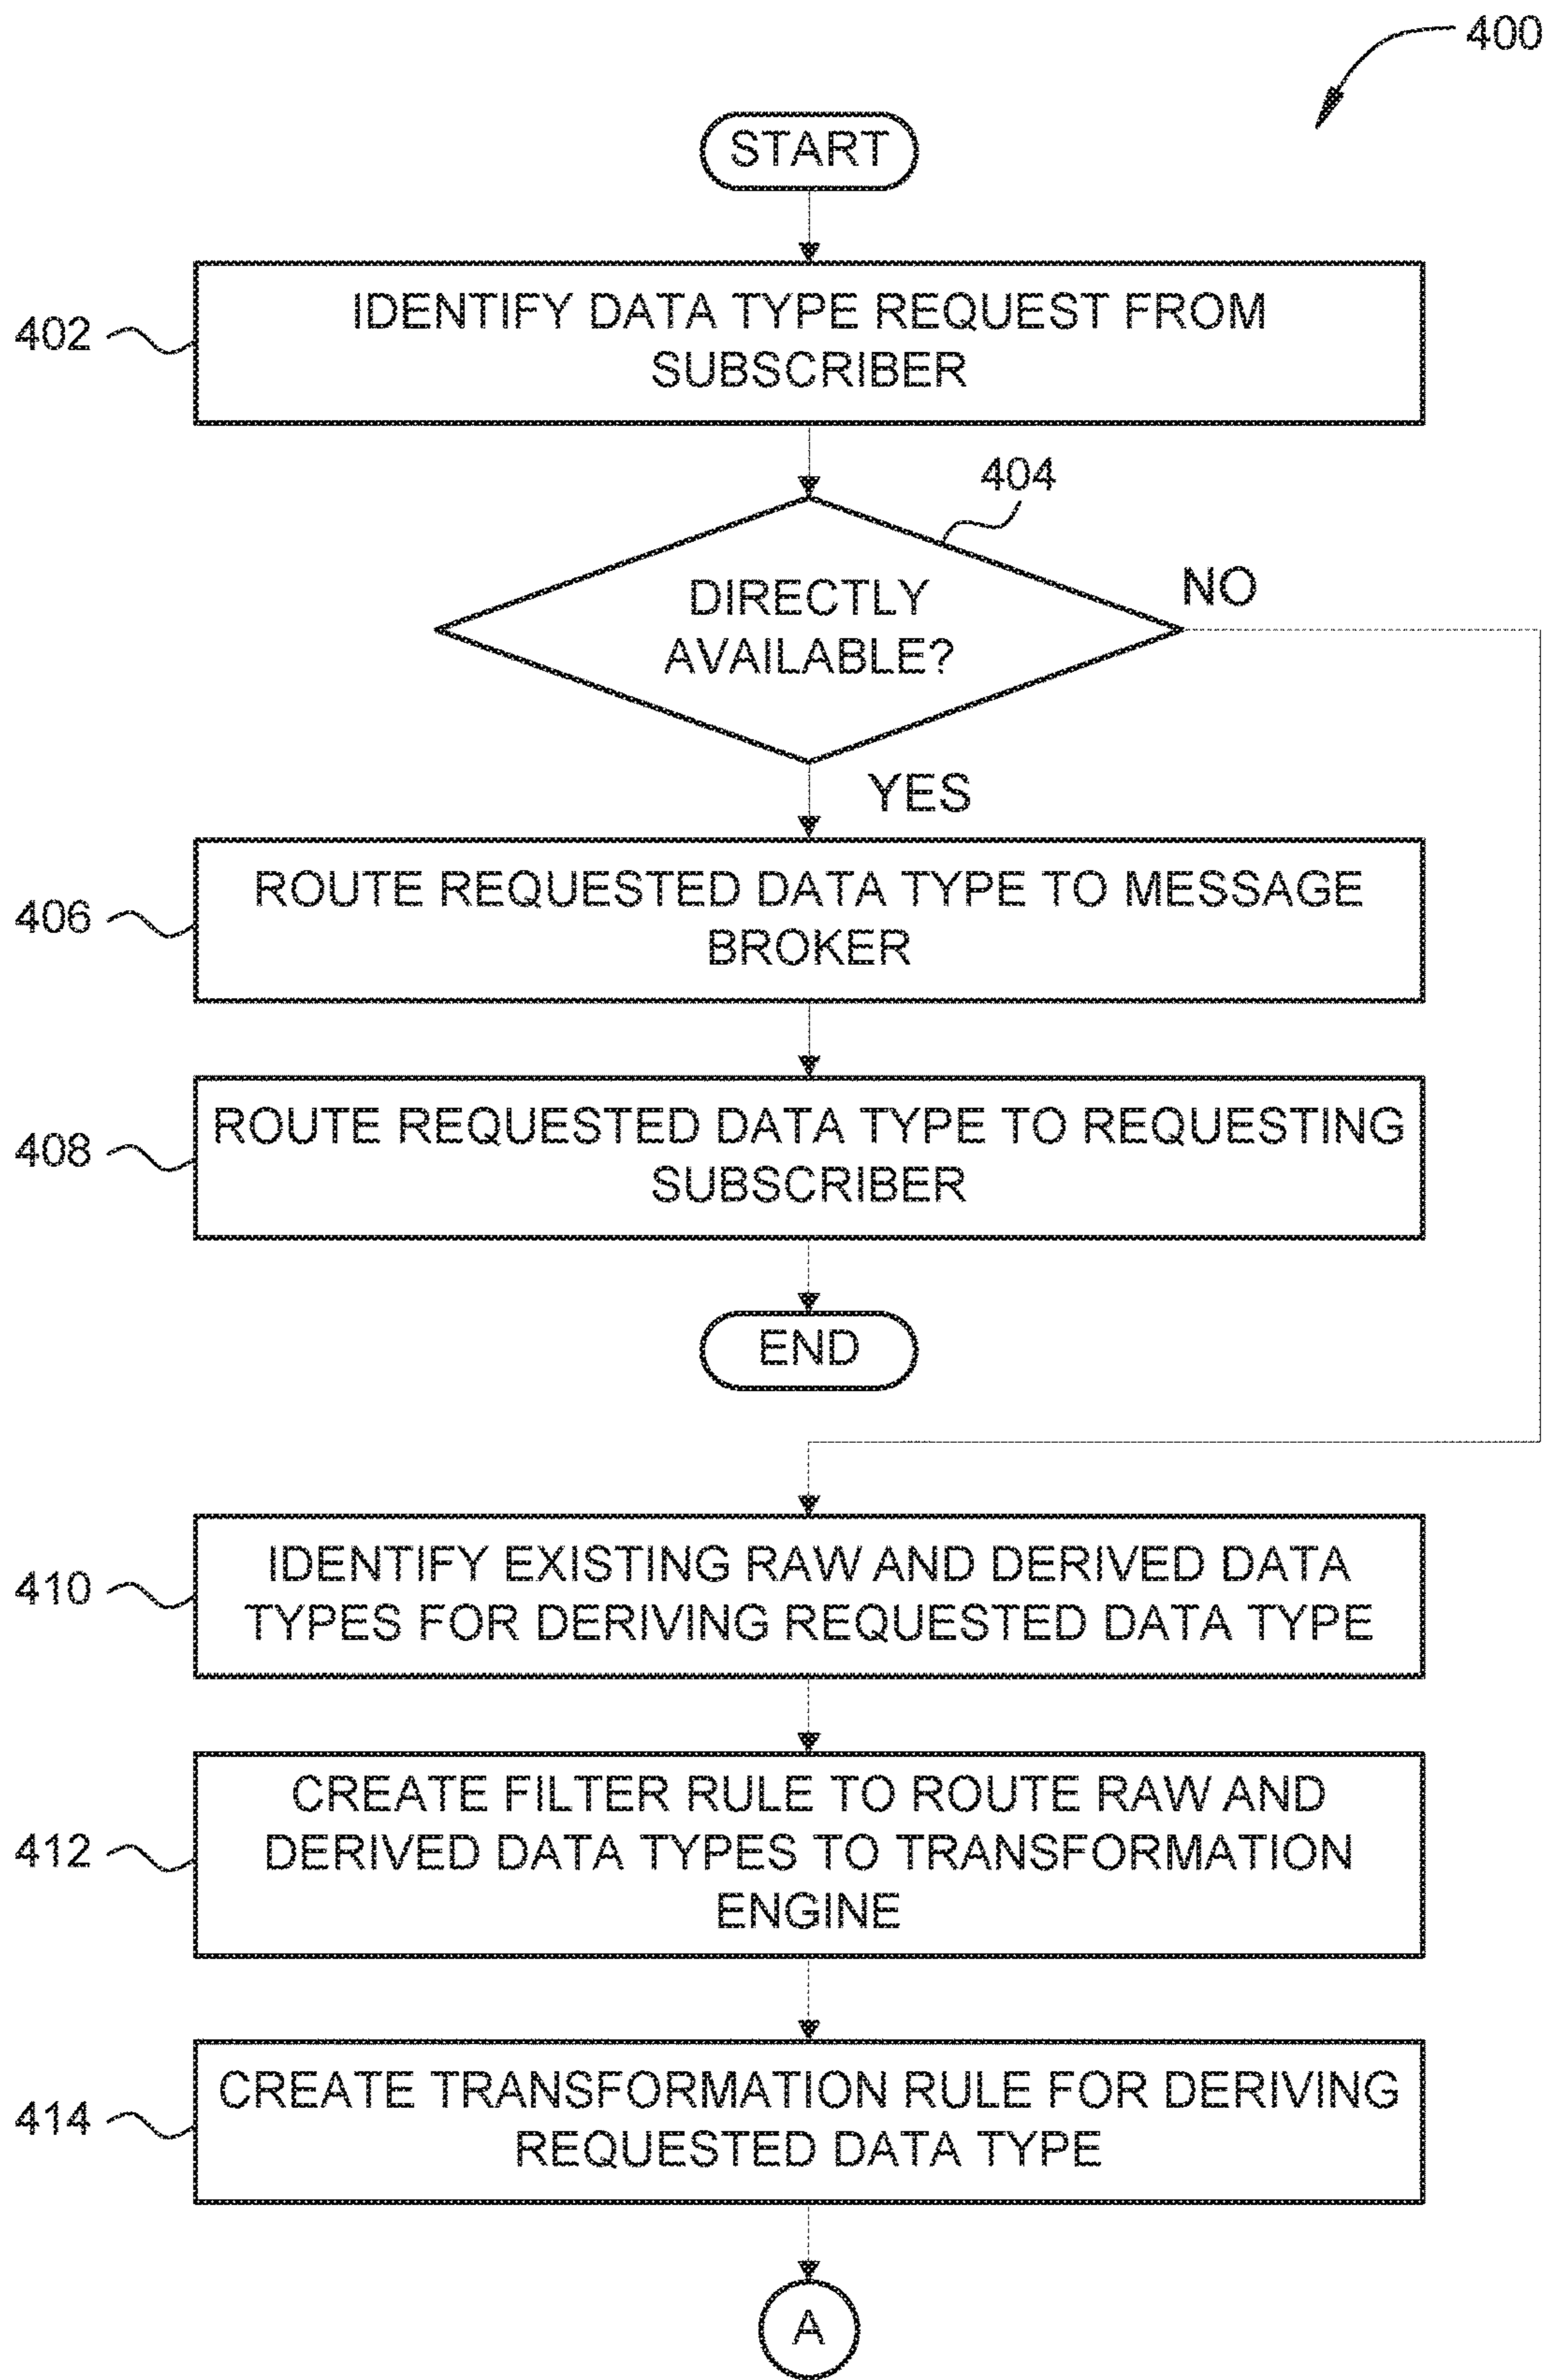 400
START
402
IDENTIFY DATA TYPE REQUEST FROM
SUBSCRIBER
404
DIRECTLY
AVAILABLE?
NO
YES
406
ROUTE REQUESTED DATA TYPE TO MESSAGE
BROKER
408
ROUTE REQUESTED DATA TYPE TO REQUESTING
SUBSCRIBER
END
410
IDENTIFY EXISTING RAW AND DERIVED DATA
TYPES FOR DERIVING REQUESTED DATA TYPE
412
CREATE FILTER RULE TO ROUTE RAW AND
DERIVED DATA TYPES TO TRANSFORMATION
ENGINE
414
CREATE TRANSFORMATION RULE FOR DERIVING
REQUESTED DATA TYPE
A